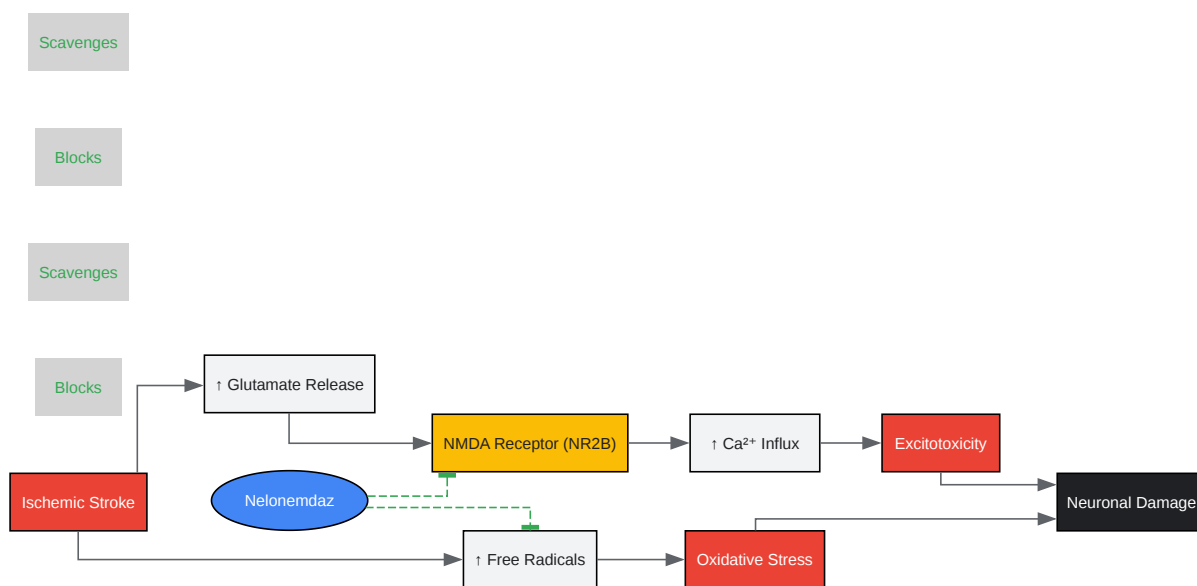 Scavenges
Blocks
Scavenges
Blocks
↑ Glutamate Release
NMDA Receptor (NR2B)
↑ Ca²⁺ Influx
Excitotoxicity
Ischemic Stroke
Nelonemdaz
Neuronal Damage
↑ Free Radicals
Oxidative Stress